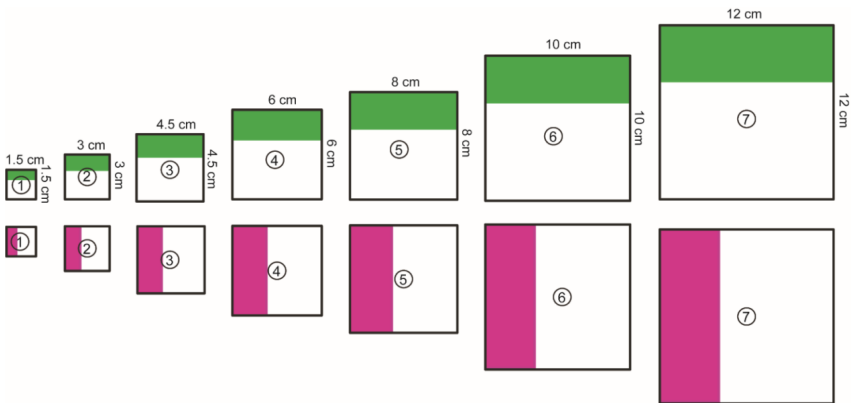 12 cm
10 cm
8 cm
6 cm
4.5 cm
3 cm
1.5 cm
1.5 cm
3 cm
4.5 cm
6 cm
8 cm
10 cm
12 cm
① ② ③ ④ ⑤ ⑥ ⑦
① ② ③ ④ ⑤ ⑥ ⑦